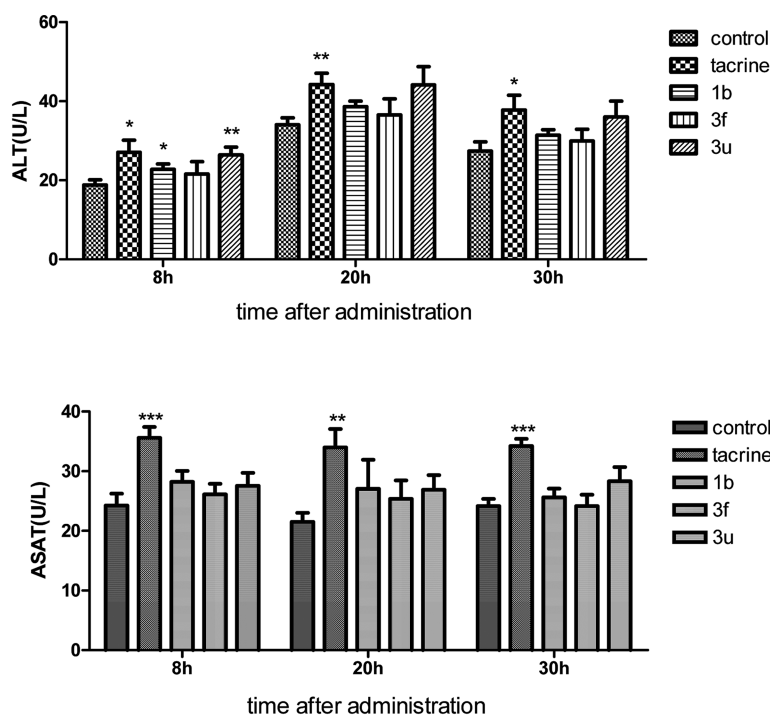 60
40
20
0
ALT(U/L)
* * **
**
*
8h 20h 30h
time after administration
control
tacrine
1b
3f
3u
40
30
20
10
0
ASAT(U/L)
*** ** ***
8h 20h 30h
time after administration
control
tacrine
1b
3f
3u